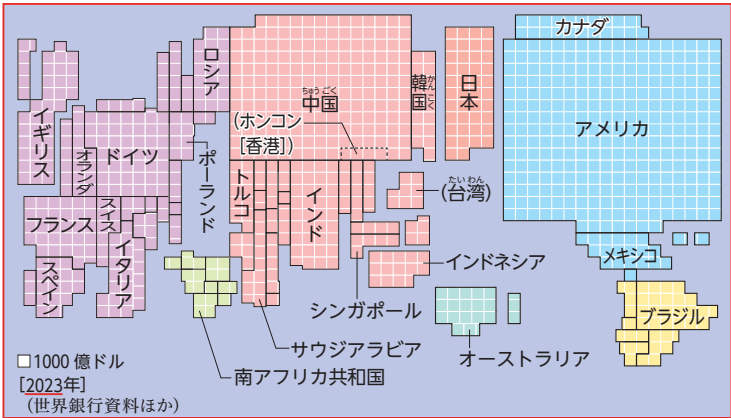 カナダ
アメリカ
メキシコ
ブラジル
日本
韓国
かんこく
ちゅうごく
中国
(ホンコン
[香港])
ロシア
イギリス
オランダ
ドイツ
ポーランド
フランス
スイス
イタリア
スペイン
トルコ
インド
たいわん
(台湾)
インドネシア
シンガポール
サウジアラビア
南アフリカ共和国
オーストラリア
□1000億ドル
[2023年]
(世界銀行資料ほか)